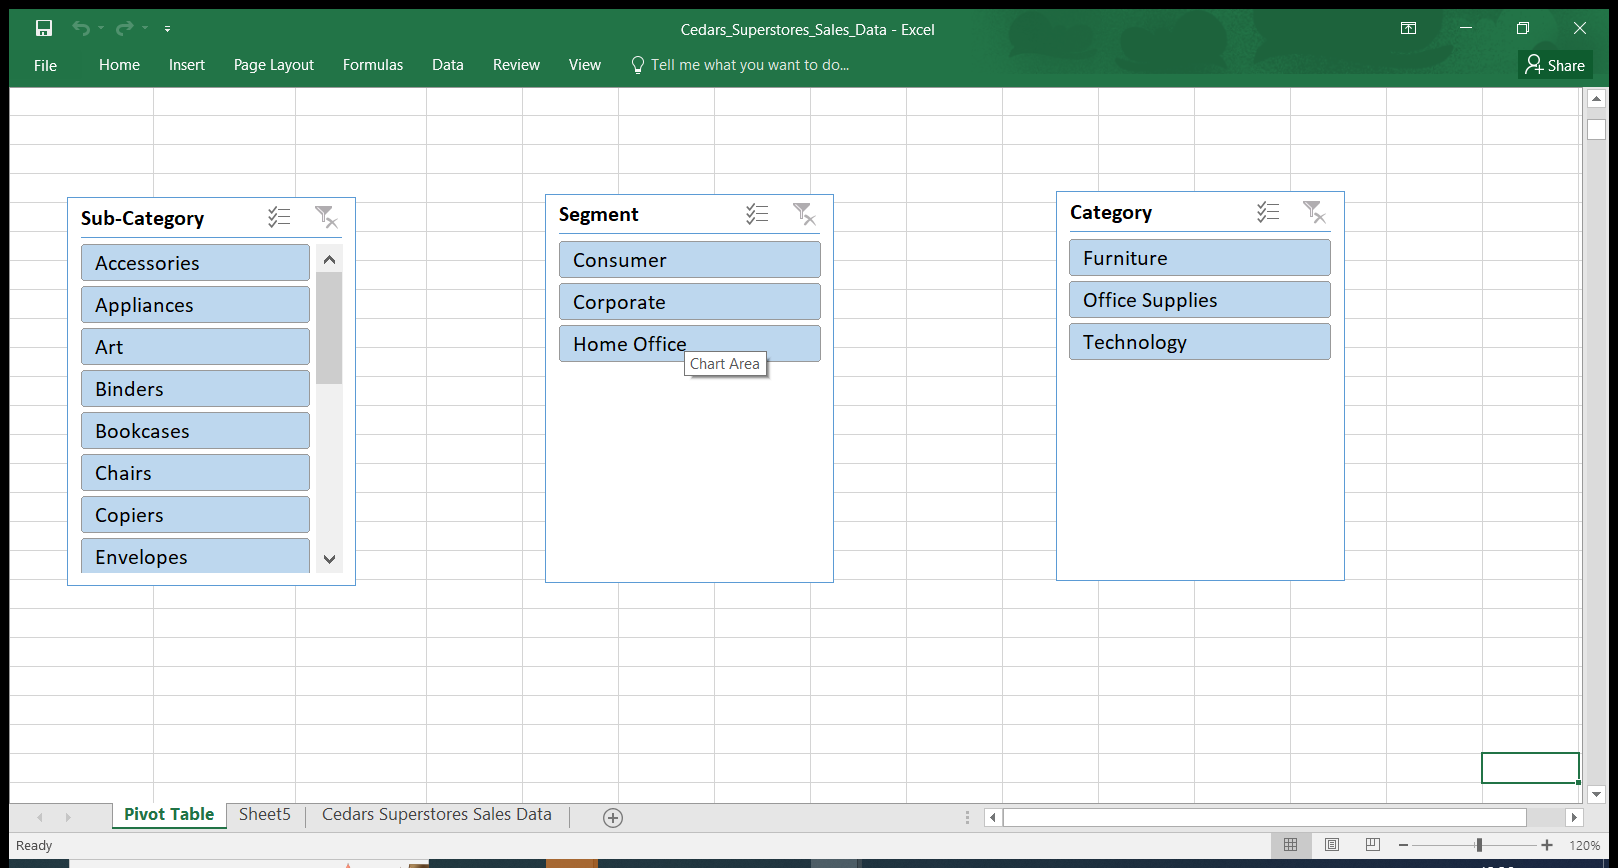 Cedars_Superstores_Sales_Data - Excel
File Home Insert Page Layout Formulas Data Review View Tell me what you want to do... Share
Sub-Category
Accessories
Appliances
Art
Binders
Bookcases
Chairs
Copiers
Envelopes
Segment
Consumer
Corporate
Home Office
Chart Area
Category
Furniture
Office Supplies
Technology
Pivot Table Sheet5 Cedars Superstores Sales Data
Ready 120%